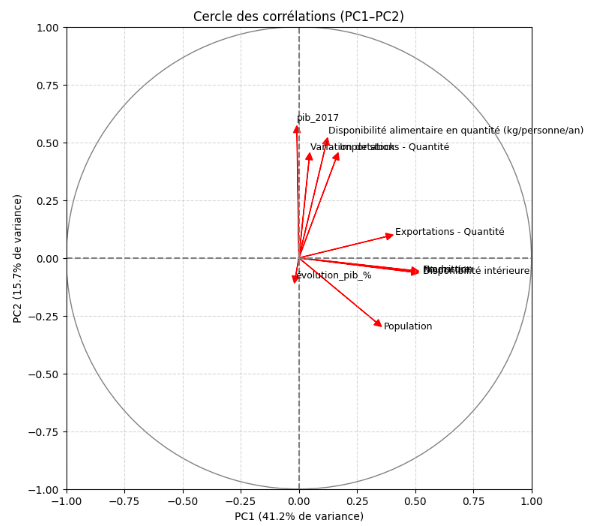 Cercle des corrélations (PC1–PC2)
1.00
0.75
0.50
0.25
0.00
−0.25
−0.50
−0.75
−1.00
PC2 (15.7% de variance)
pib_2017
Disponibilité alimentaire en quantité (kg/personne/an)
Variation de stock
Importations - Quantité
Exportations - Quantité
Disponibilité intérieure
évolution_pib_%
Population
−1.00
−0.75
−0.50
−0.25
0.00
0.25
0.50
0.75
1.00
PC1 (41.2% de variance)